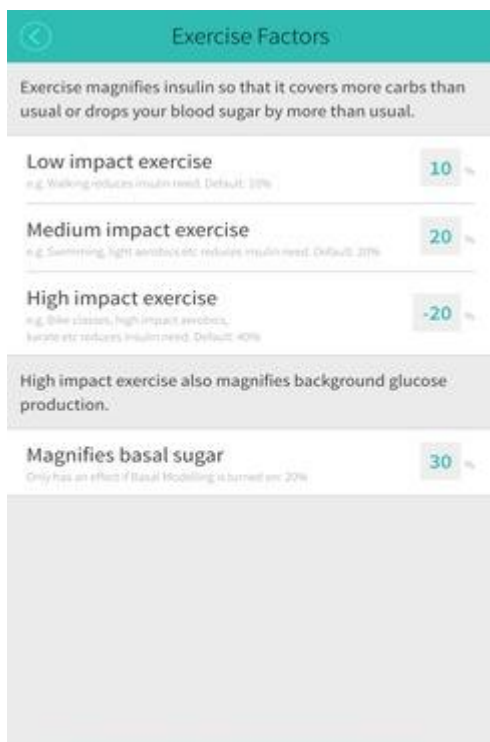 Exercise Factors
Exercise magnifies insulin so that it covers more carbs than
usual or drops your blood sugar by more than usual.
Low impact exercise
10 %
e.g. Walking reduces insulin need. Default: 10%
Medium impact exercise
20 %
e.g. Swimming, light aerobics etc reduces insulin need. Default: 20%
High impact exercise
-20 %
e.g. Bike classes, high impact aerobics,
karate etc reduces insulin need. Default: 40%
High impact exercise also magnifies background glucose
production.
Magnifies basal sugar
30 %
Only has an effect if Basal Modelling is turned on: 20%